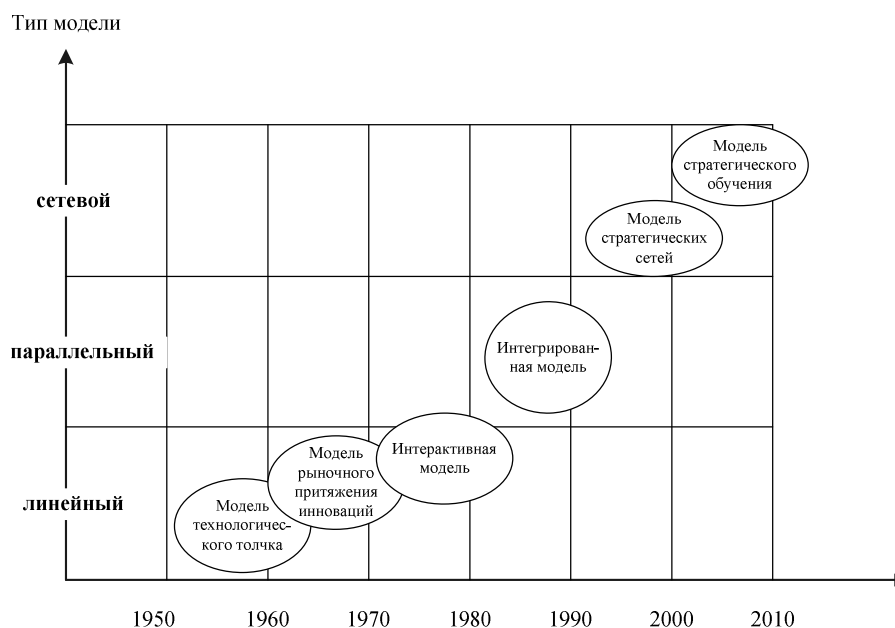 Тип модели
Модель
стратегического
обучения
сетевой
Модель
стратегических
сетей
параллельный
Интегрирован-
ная модель
Интерактивная
модель
Модель
рыночного
притяжения
инноваций
линейный
Модель
технологичес-
кого толчка
1950 1960 1970 1980 1990 2000 2010